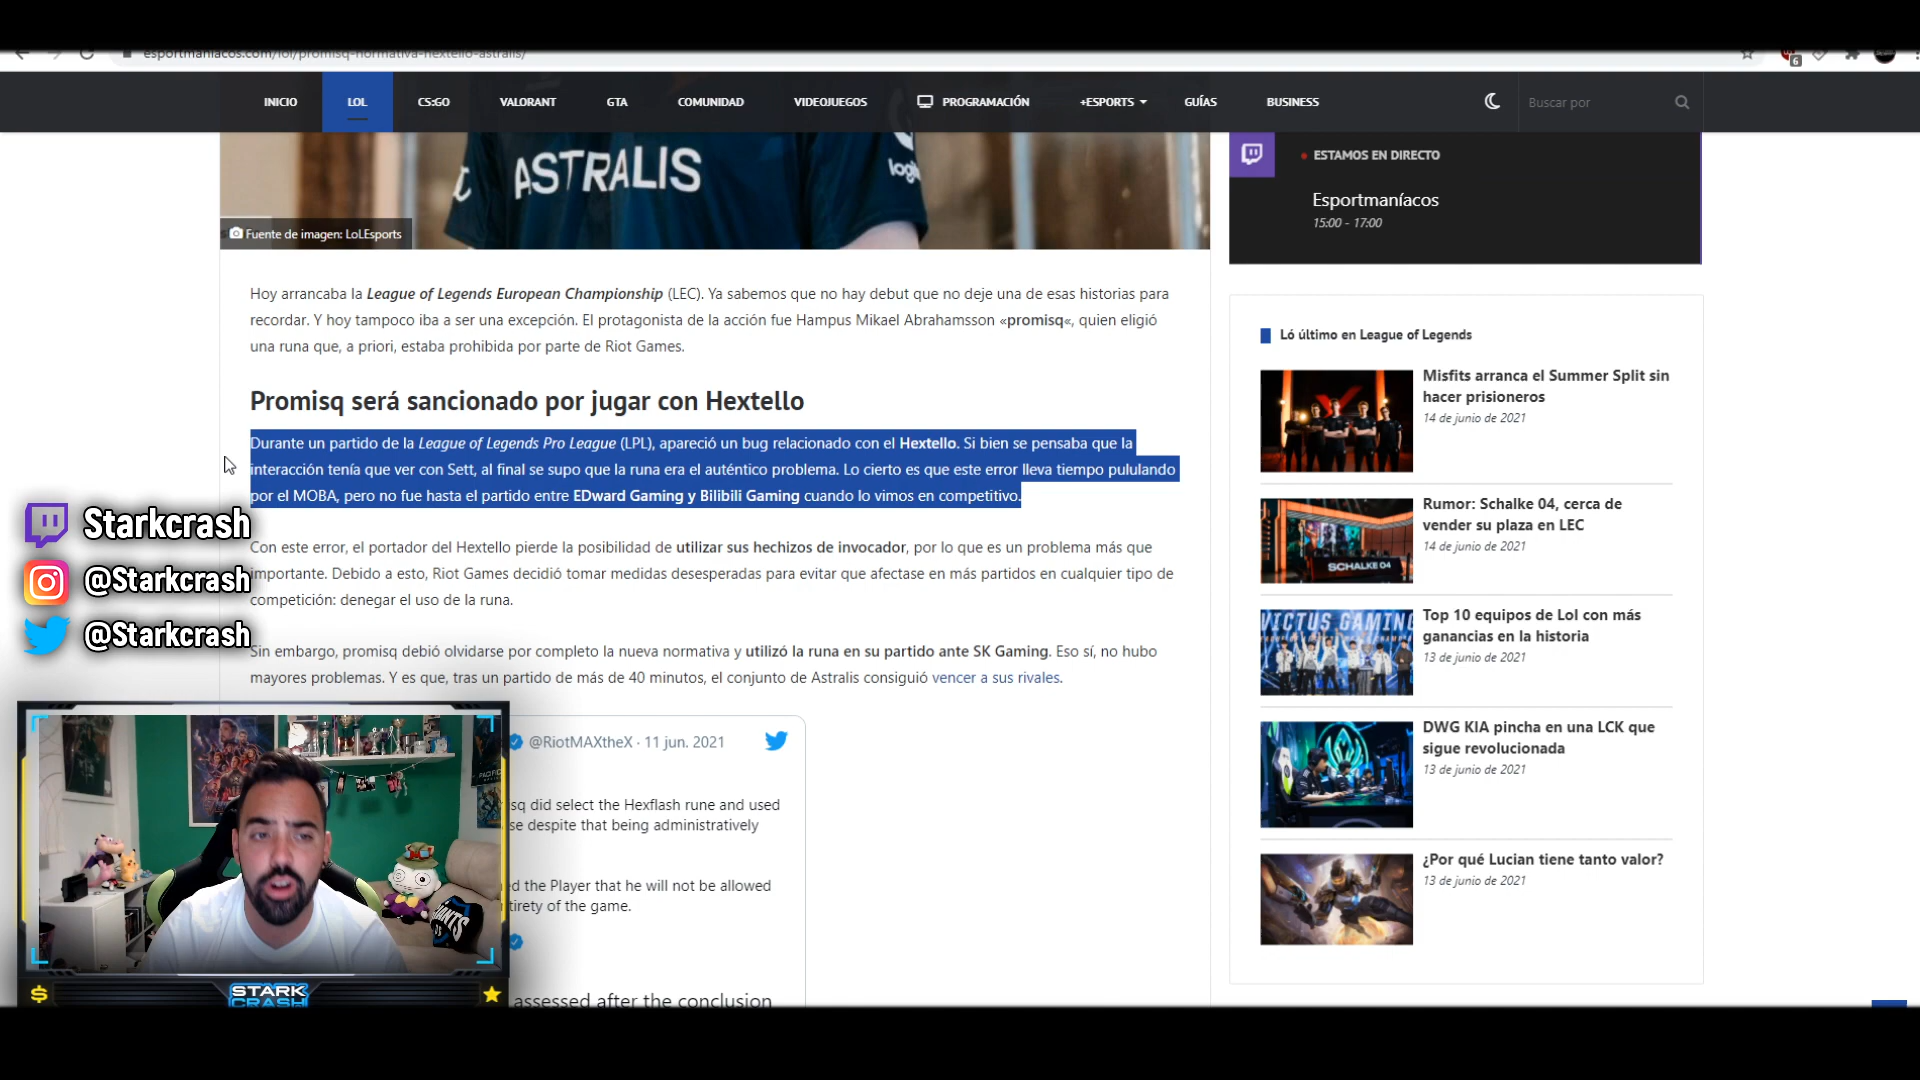 esportmaniacos.com/lol/promisq-normativa-hextello-astralis/
6
INICIO
LOL
CS:GO
VALORANT
GTA
COMUNIDAD
VIDEOJUEGOS
PROGRAMACIÓN
+ESPORTS
GUÍAS
BUSINESS
Buscar por
ASTRALIS
Fuente de imagen: LoLEsports
Hoy arrancaba la League of Legends European Championship (LEC). Ya sabemos que no hay debut que no deje una de esas historias para
recordar. Y hoy tampoco iba a ser una excepción. El protagonista de la acción fue Hampus Mikael Abrahamsson «promisq«, quien eligió
una runa que, a priori, estaba prohibida por parte de Riot Games.
Promisq será sancionado por jugar con Hextello
Durante un partido de la League of Legends Pro League (LPL), apareció un bug relacionado con el Hextello. Si bien se pensaba que la
interacción tenía que ver con Sett, al final se supo que la runa era el auténtico problema. Lo cierto es que este error lleva tiempo pululando
por el MOBA, pero no fue hasta el partido entre EDward Gaming y Bilibili Gaming cuando lo vimos en competitivo.
Con este error, el portador del Hextello pierde la posibilidad de utilizar sus hechizos de invocador, por lo que es un problema más que
importante. Debido a esto, Riot Games decidió tomar medidas desesperadas para evitar que afectase en más partidos en cualquier tipo de
competición: denegar el uso de la runa.
Sin embargo, promisq debió olvidarse por completo la nueva normativa y utilizó la runa en su partido ante SK Gaming. Eso sí, no hubo
mayores problemas. Y es que, tras un partido de más de 40 minutos, el conjunto de Astralis consiguió vencer a sus rivales.
@RiotMAXtheX · 11 jun. 2021
sq did select the Hexflash rune and used
se despite that being administratively
ed the Player that he will not be allowed
tirety of the game.
assessed after the conclusion
Starkcrash
@Starkcrash
@Starkcrash
STARK
CRASH
ESTAMOS EN DIRECTO
Esportmaníacos
15:00 - 17:00
Ló último en League of Legends
Misfits arranca el Summer Split sin
hacer prisioneros
14 de junio de 2021
Rumor: Schalke 04, cerca de
vender su plaza en LEC
14 de junio de 2021
SCHALKE 04
Top 10 equipos de Lol con más
ganancias en la historia
13 de junio de 2021
VICTUS GAMING
DWG KIA pincha en una LCK que
sigue revolucionada
13 de junio de 2021
¿Por qué Lucian tiene tanto valor?
13 de junio de 2021